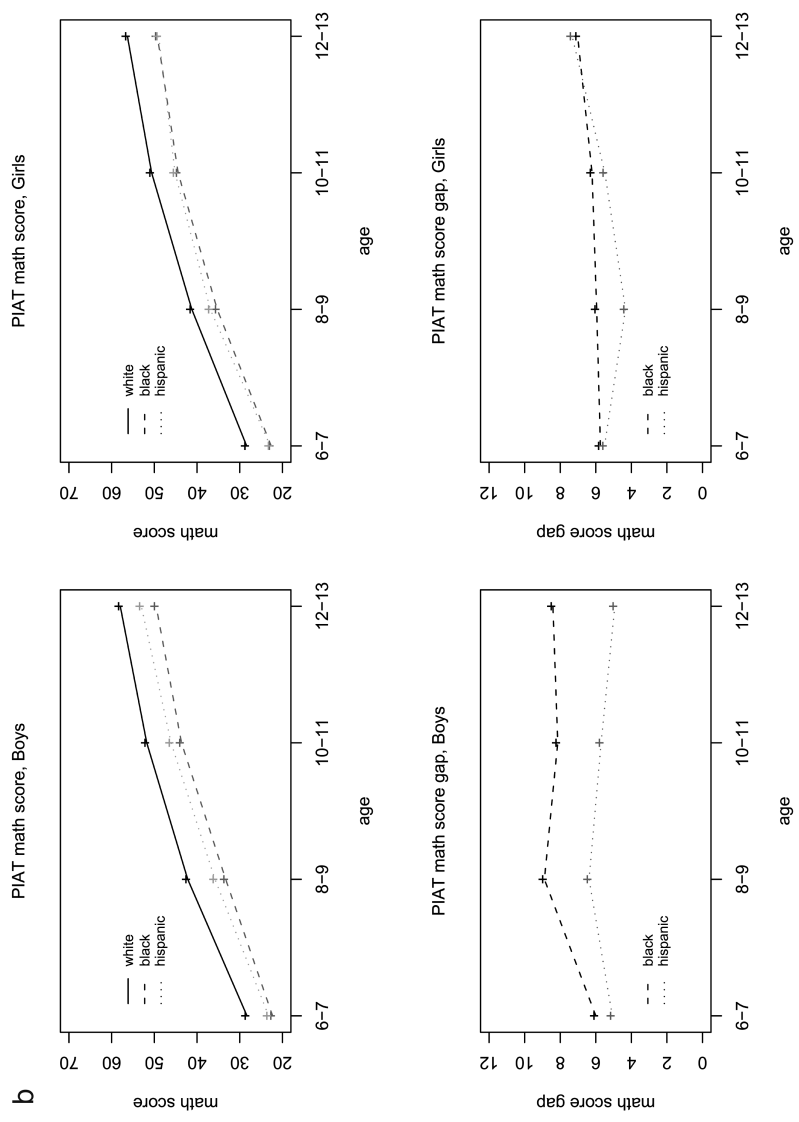 b
PIAT math score, Boys
math score
20 30 40 50 60 70
white
black
hispanic
6−7 8−9 10−11 12−13
age
PIAT math score, Girls
math score
20 30 40 50 60 70
white
black
hispanic
6−7 8−9 10−11 12−13
age
PIAT math score gap, Boys
math score gap
0 2 4 6 8 10 12
black
hispanic
6−7 8−9 10−11 12−13
age
PIAT math score gap, Girls
math score gap
0 2 4 6 8 10 12
black
hispanic
6−7 8−9 10−11 12−13
age